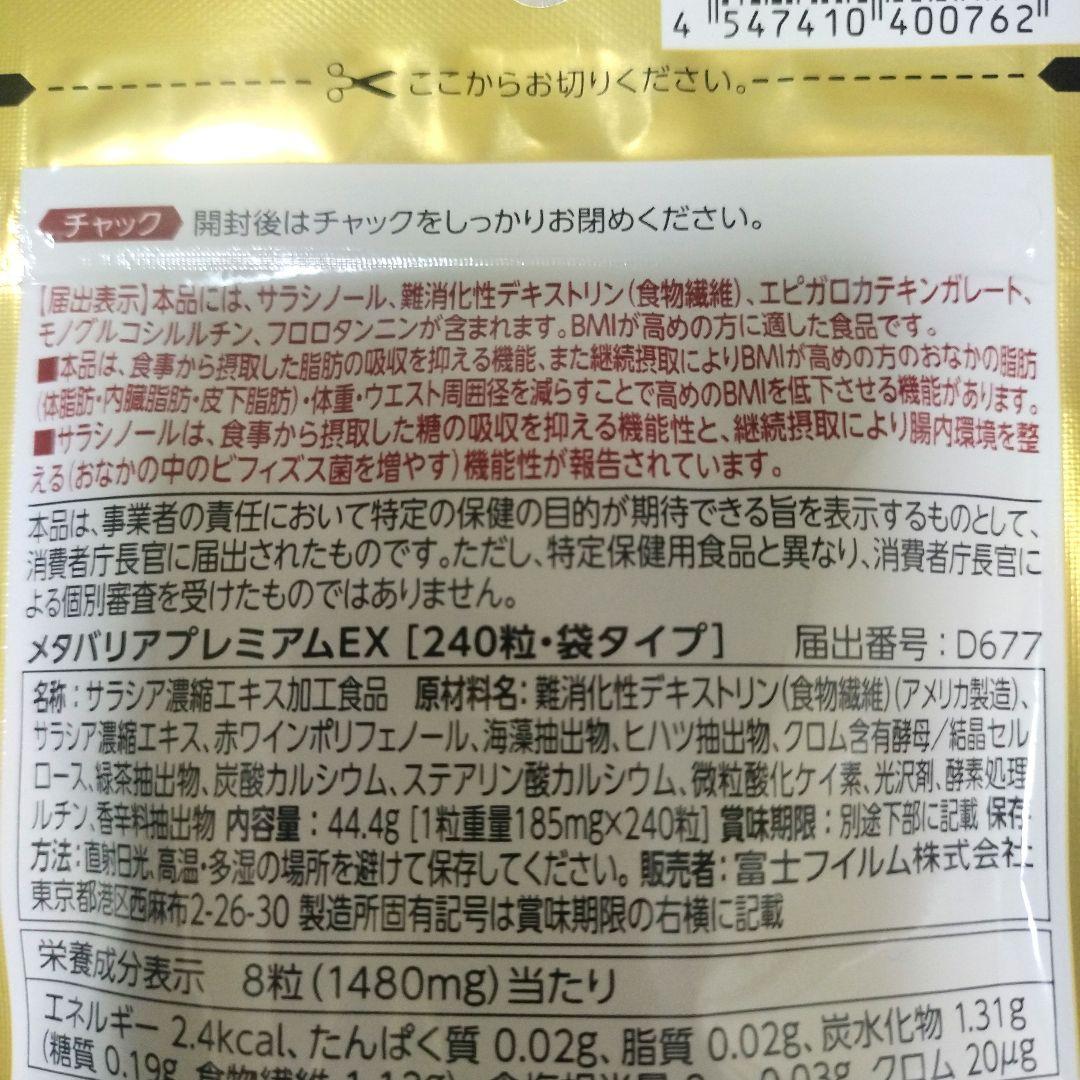 4 547410 400762
ここからお切りください。
チャック 開封後はチャックをしっかりお閉めください。
【届出表示】本品には、サラシノール、難消化性デキストリン(食物繊維)、エピガロカテキンガレート、
モノグルコシルルチン、フロロタンニンが含まれます。BMIが高めの方に適した食品です。
■本品は、食事から摂取した脂肪の吸収を抑える機能、また継続摂取によりBMIが高めの方のおなかの脂肪
(体脂肪・内臓脂肪・皮下脂肪)・体重・ウエスト周囲径を減らすことで高めのBMIを低下させる機能があります。
■サラシノールは、食事から摂取した糖の吸収を抑える機能性と、継続摂取により腸内環境を整
える(おなかの中のビフィズス菌を増やす)機能性が報告されています。
本品は、事業者の責任において特定の保健の目的が期待できる旨を表示するものとして、
消費者庁長官に届出されたものです。ただし、特定保健用食品と異なり、消費者庁長官に
よる個別審査を受けたものではありません。
メタバリアプレミアムEX [240粒・袋タイプ] 届出番号：D677
名称：サラシア濃縮エキス加工食品 原材料名：難消化性デキストリン(食物繊維)(アメリカ製造)、
サラシア濃縮エキス、赤ワインポリフェノール、海藻抽出物、ヒハツ抽出物、クロム含有酵母/結晶セル
ロース、緑茶抽出物、炭酸カルシウム、ステアリン酸カルシウム、微粒酸化ケイ素、光沢剤、酵素処理
ルチン、香辛料抽出物 内容量：44.4g [1粒重量185mg×240粒] 賞味期限：別途下部に記載 保存
方法：直射日光、高温・多湿の場所を避けて保存してください。 販売者：富士フイルム株式会社
東京都港区西麻布2-26-30 製造所固有記号は賞味期限の右横に記載
栄養成分表示 8粒(1480mg)当たり
エネルギー 2.4kcal、たんぱく質 0.02g、脂質 0.02g、炭水化物 1.31g
(糖質 0.19g、食物繊維 1.12g)、食塩相当量 0 0.03g、クロム 20μg